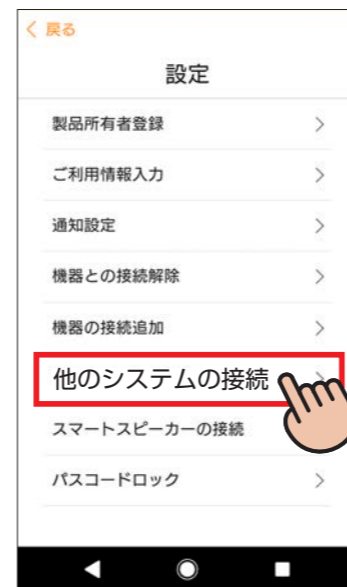 戻る
設定
製品所有者登録
ご利用情報入力
通知設定
機器との接続解除
機器の接続追加
他のシステムの接続
スマートスピーカーの接続
パスコードロック